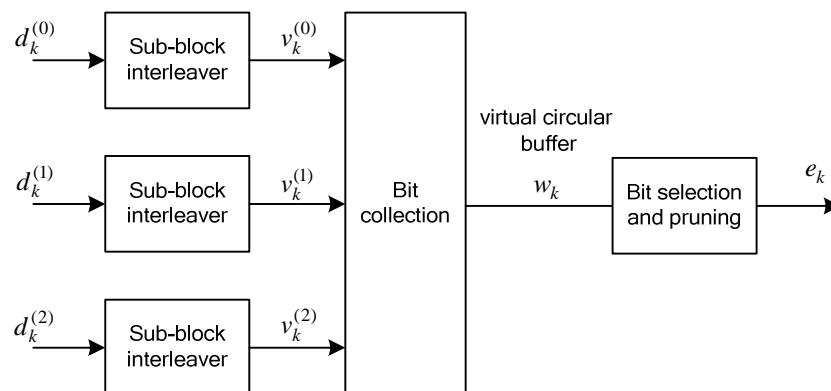 d_k^{(0)}
Sub-block
interleaver
v_k^{(0)}
d_k^{(1)}
Sub-block
interleaver
v_k^{(1)}
d_k^{(2)}
Sub-block
interleaver
v_k^{(2)}
Bit
collection
virtual circular
buffer
w_k
Bit selection
and pruning
e_k